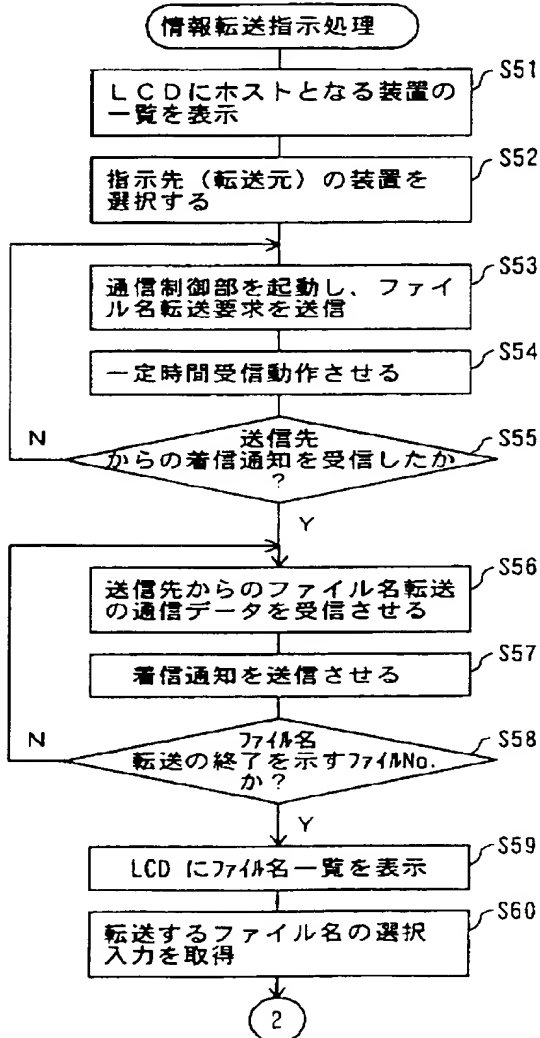 情報転送指示処理
S51
LCDにホストとなる装置の
一覧を表示
S52
指示先（転送元）の装置を
選択する
S53
通信制御部を起動し、ファイ
ル名転送要求を送信
S54
一定時間受信動作させる
S55
送信先
からの着信通知を受信したか
?
N
Y
S56
送信先からのファイル名転送
の通信データを受信させる
S57
着信通知を送信させる
S58
ファイル名
転送の終了を示すファイルNo.
か?
N
Y
S59
LCD にファイル名一覧を表示
S60
転送するファイル名の選択
入力を取得
2